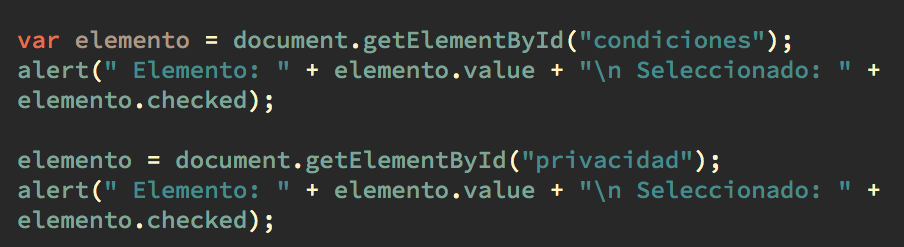 var elemento = document.getElementById("condiciones");
alert(" Elemento: " + elemento.value + "\n Seleccionado: " +
elemento.checked);
elemento = document.getElementById("privacidad");
alert(" Elemento: " + elemento.value + "\n Seleccionado: " +
elemento.checked);